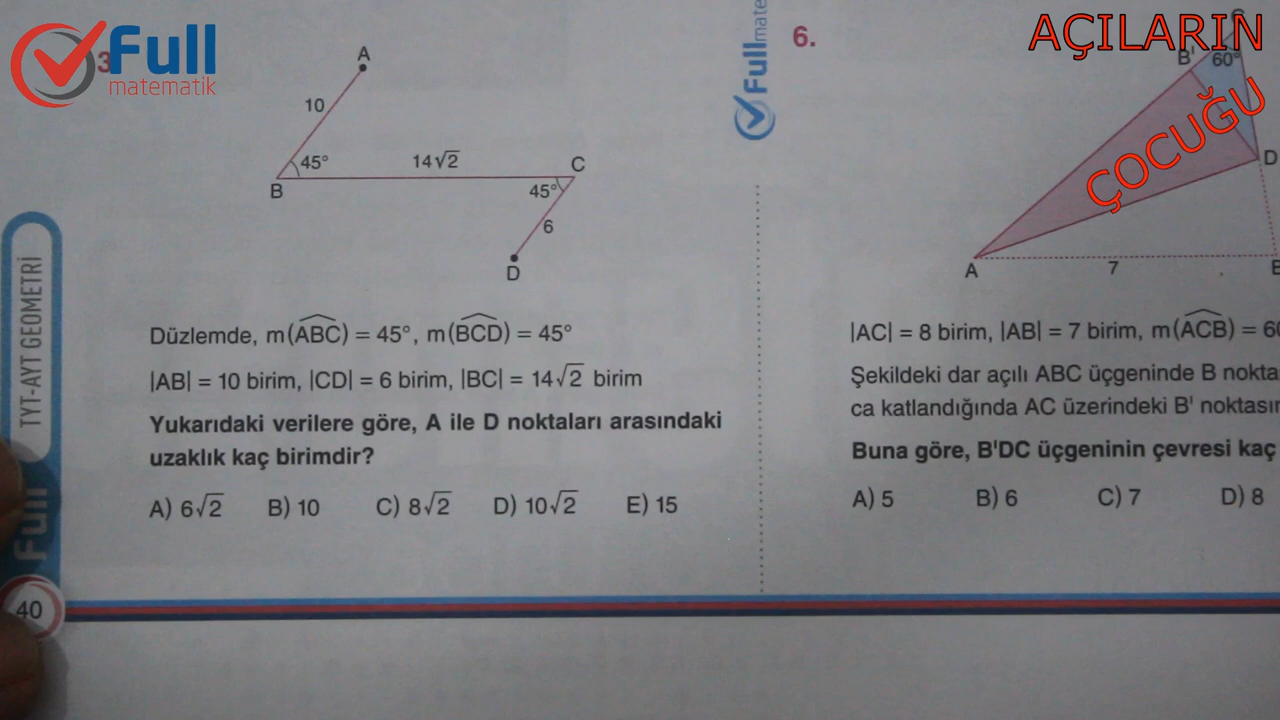 Full
matematik
3
A
10
45°
14√2
C
B
45°
6
D
Düzlemde, m(ABC) = 45°, m(BCD) = 45°
|AB| = 10 birim, |CD| = 6 birim, |BC| = 14√2 birim
Yukarıdaki verilere göre, A ile D noktaları arasındaki
uzaklık kaç birimdir?
A) 6√2 B) 10 C) 8√2 D) 10√2 E) 15
TYT-AYT GEOMETRİ
Full
40
Fullmate
6.
AÇILARIN
ÇOCUĞU
C
B'
60°
D
A
7
|AC| = 8 birim, |AB| = 7 birim, m(ACB) = 60
Şekildeki dar açılı ABC üçgeninde B nokta
ca katlandığında AC üzerindeki B' noktasın
Buna göre, B'DC üçgeninin çevresi kaç
A) 5 B) 6 C) 7 D) 8